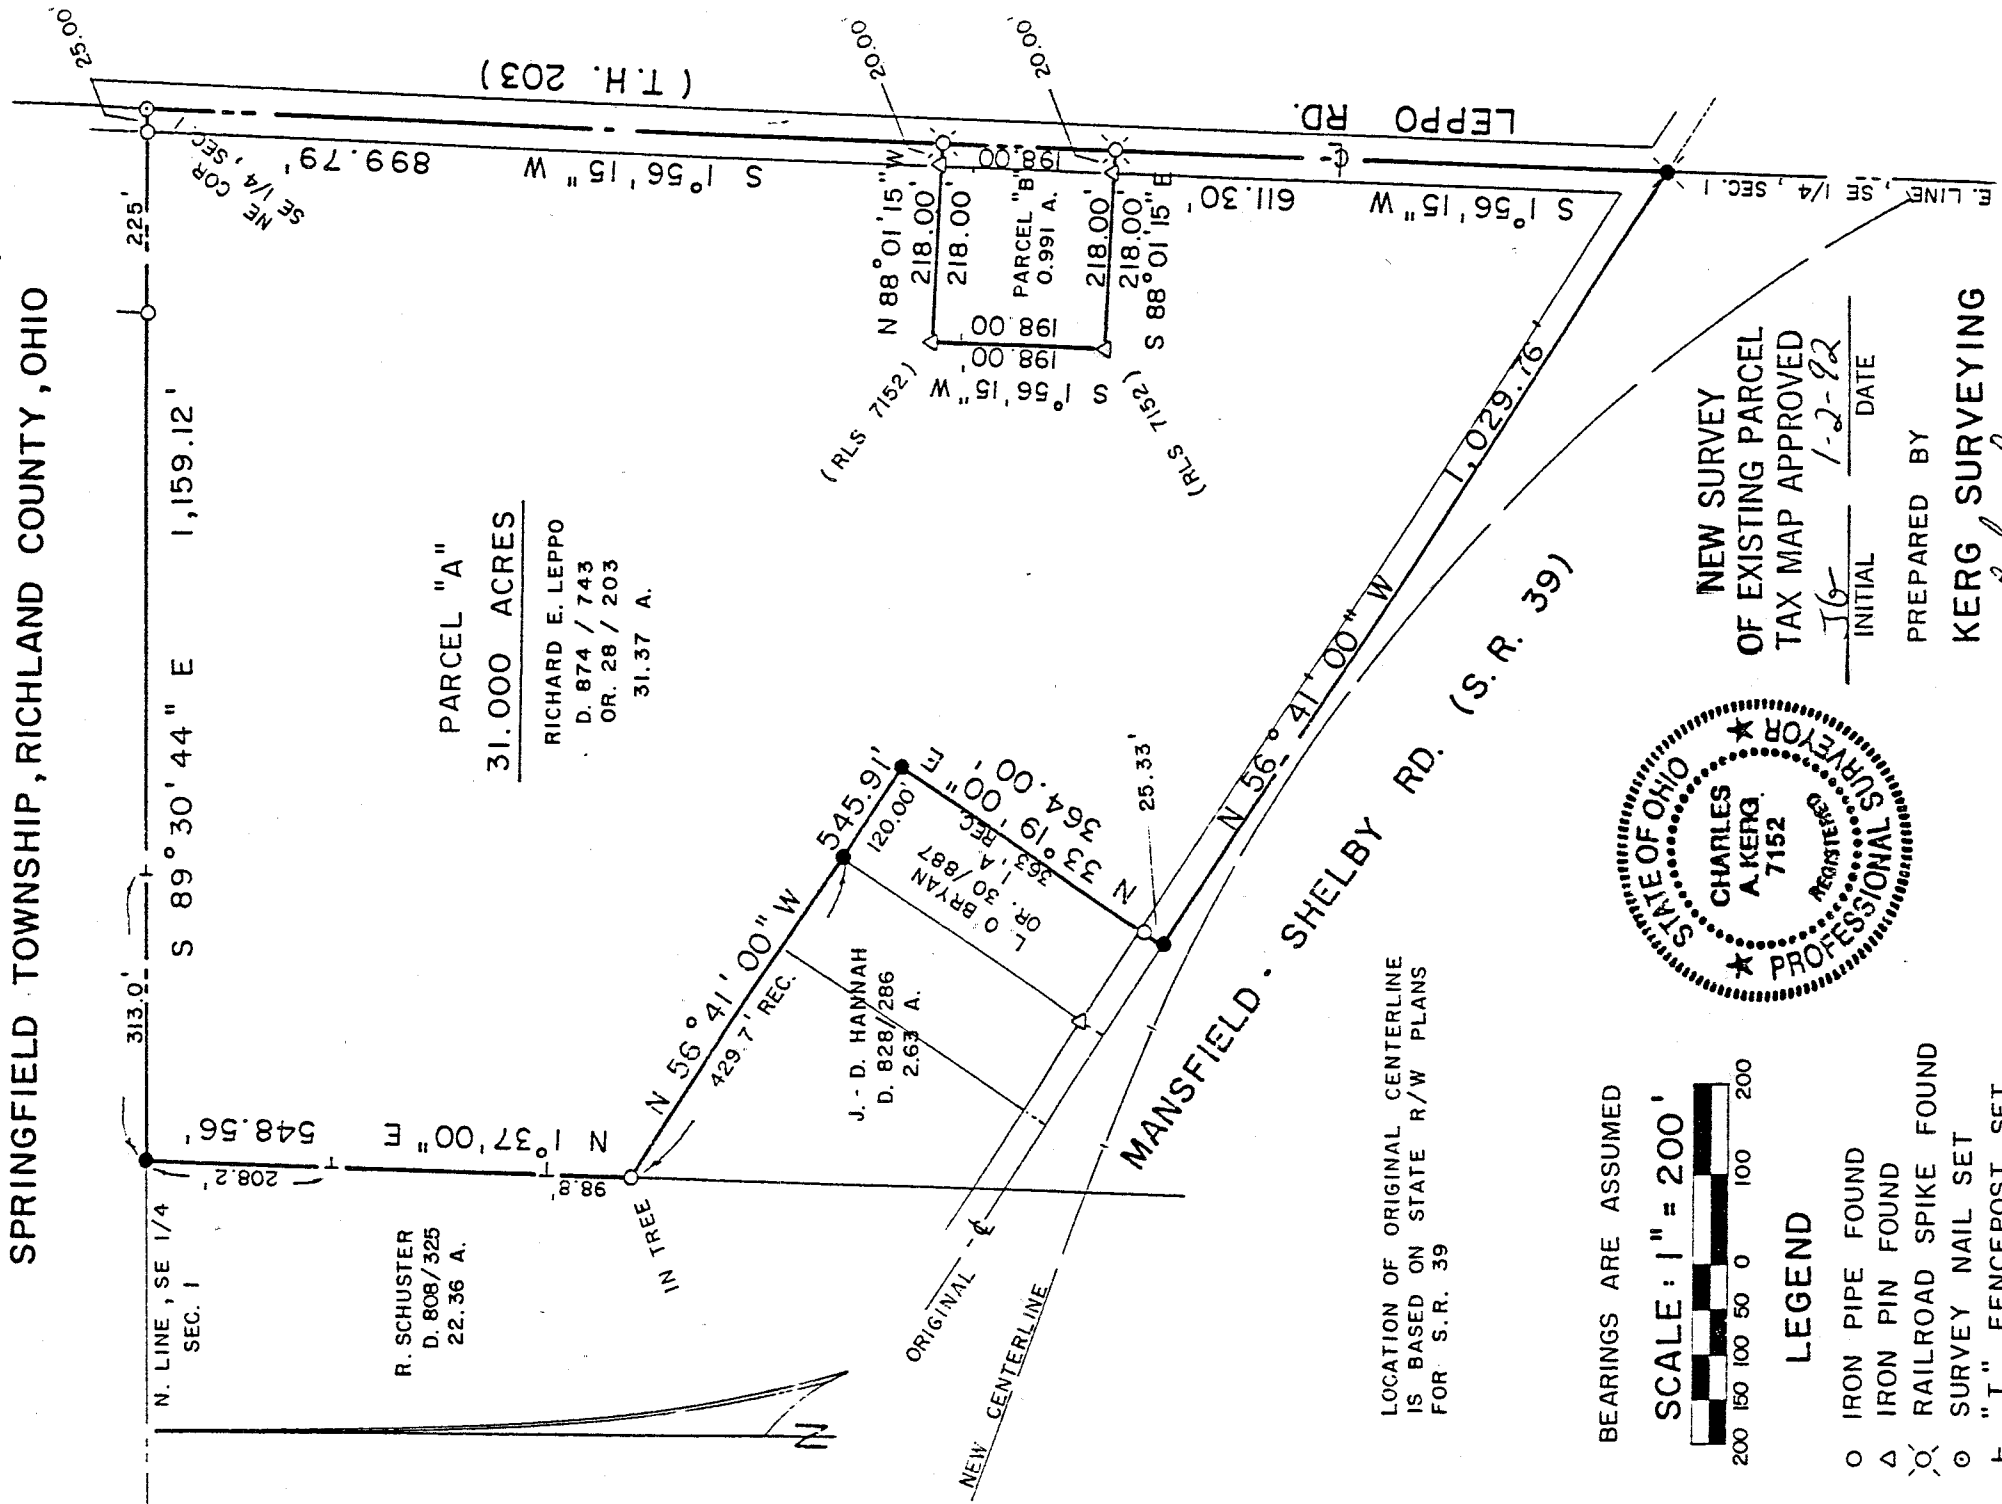 SPRINGFIELD TOWNSHIP, RICHLAND COUNTY, OHIO
N. LINE, SE 1/4
SEC. 1
313.0'
S 89° 30' 44" E 1,159.12'
225'
25.00'
NE COR
SE 1/4, SEC.
(T.H. 203)
LEPPO RD.
S 1° 56' 15" W 899.79'
20.00'
20.00'
N 88° 01' 15" W
218.00'
218.00'
198.00'
PARCEL "B"
0.991 A.
198.00'
198.00'
S 1° 56' 15" W
218.00'
218.00'
S 88° 01' 15" E
(RLS 7152)
(RLS 7152)
S 1° 56' 15" W 611.30'
E. LINE, SE 1/4, SEC. 1
PARCEL "A"
31.000 ACRES
RICHARD E. LEPPO
D. 874 / 743
OR. 28 / 203
31.37 A.
N 1° 37' 00" E 548.56'
208.2'
98.8'
IN TREE
R. SCHUSTER
D. 808/325
22.36 A.
N 56° 41' 00" W 545.91'
429.7' REC.
120.00'
J. - D. HANNAH
D. 828/286
2.63 A.
L. O BRYAN
OR. 30/887
1 A.
363' REC.
N 33° 19' 00" E
364.00'
25.33'
N 56° 41' 00" W 1,029.76'
MANSFIELD - SHELBY RD. (S.R. 39)
ORIGINAL ℄
NEW CENTERLINE
N
LOCATION OF ORIGINAL CENTERLINE
IS BASED ON STATE R/W PLANS
FOR S.R. 39
BEARINGS ARE ASSUMED
SCALE: 1" = 200'
200 150 100 50 0 100 200
LEGEND
○ IRON PIPE FOUND
△ IRON PIN FOUND
RAILROAD SPIKE FOUND
⊙ SURVEY NAIL SET
"T" FENCEPOST SET
STATE OF OHIO
CHARLES
A. KERG
7152
REGISTERED
PROFESSIONAL SURVEYOR
NEW SURVEY
OF EXISTING PARCEL
TAX MAP APPROVED
JG 1-2-92
INITIAL DATE
PREPARED BY
KERG SURVEYING